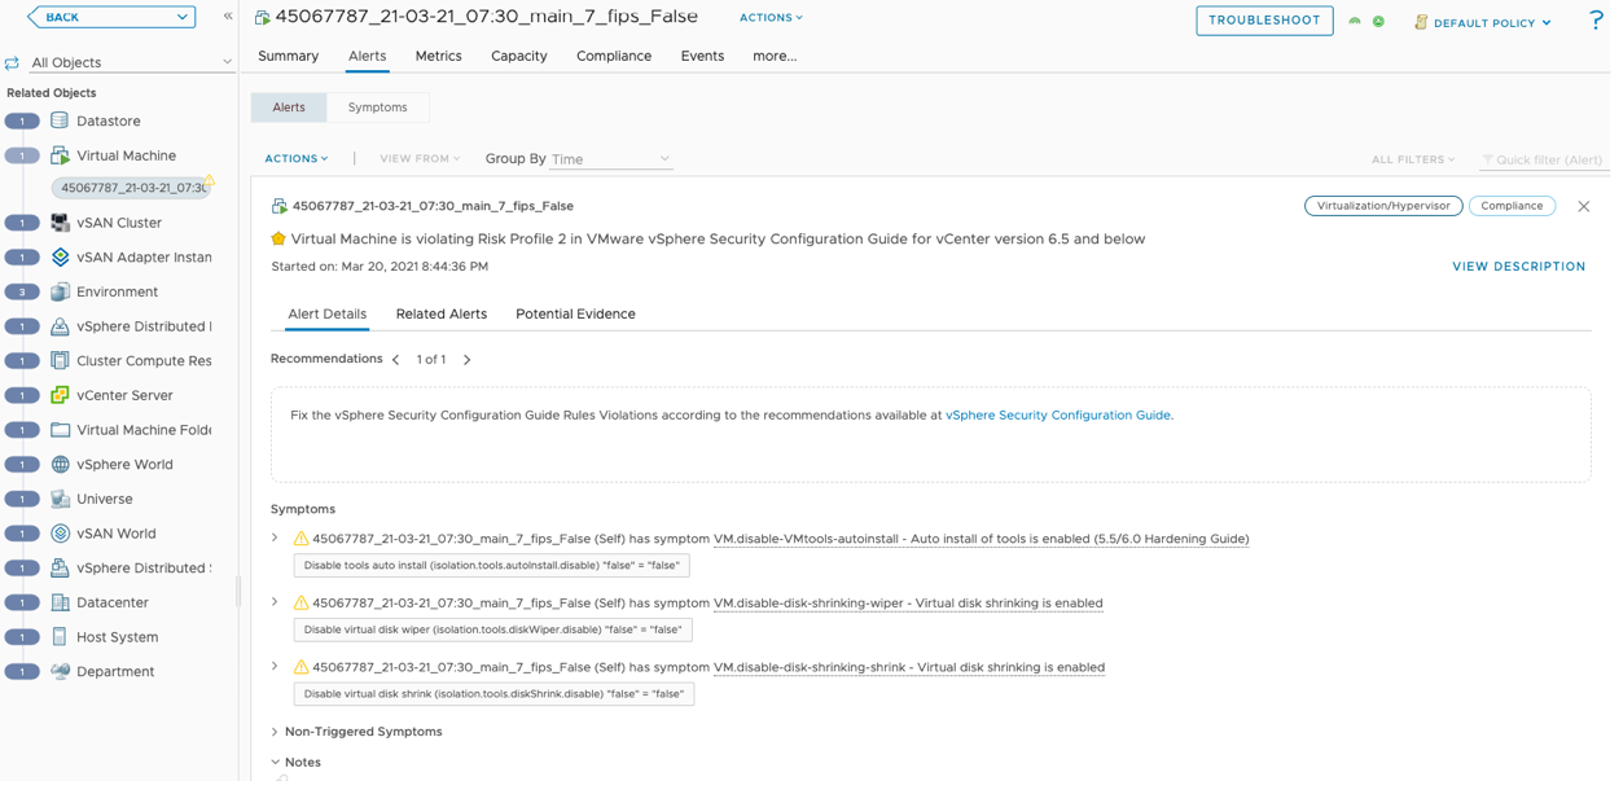 BACK
«
45067787_21-03-21_07:30_main_7_fips_False
ACTIONS
TROUBLESHOOT
DEFAULT POLICY
?
All Objects
Summary Alerts Metrics Capacity Compliance Events more...
Related Objects
1 Datastore
1 Virtual Machine
45067787_21-03-21_07:30
1 vSAN Cluster
1 vSAN Adapter Instan
3 Environment
1 vSphere Distributed
1 Cluster Compute Res
1 vCenter Server
1 Virtual Machine Folde
1 vSphere World
1 Universe
1 vSAN World
1 vSphere Distributed
1 Datacenter
1 Host System
1 Department
Alerts Symptoms
ACTIONS | VIEW FROM Group By Time ALL FILTERS Quick filter (Alert)
45067787_21-03-21_07:30_main_7_fips_False Virtualization/Hypervisor Compliance
Virtual Machine is violating Risk Profile 2 in VMware vSphere Security Configuration Guide for vCenter version 6.5 and below
Started on: Mar 20, 2021 8:44:36 PM VIEW DESCRIPTION
Alert Details Related Alerts Potential Evidence
Recommendations < 1 of 1 >
Fix the vSphere Security Configuration Guide Rules Violations according to the recommendations available at vSphere Security Configuration Guide.
Symptoms
45067787_21-03-21_07:30_main_7_fips_False (Self) has symptom VM.disable-VMtools-autoinstall - Auto install of tools is enabled (5.5/6.0 Hardening Guide)
Disable tools auto install (isolation.tools.autoInstall.disable) "false" = "false"
45067787_21-03-21_07:30_main_7_fips_False (Self) has symptom VM.disable-disk-shrinking-wiper - Virtual disk shrinking is enabled
Disable virtual disk wiper (isolation.tools.diskWiper.disable) "false" = "false"
45067787_21-03-21_07:30_main_7_fips_False (Self) has symptom VM.disable-disk-shrinking-shrink - Virtual disk shrinking is enabled
Disable virtual disk shrink (isolation.tools.diskShrink.disable) "false" = "false"
Non-Triggered Symptoms
Notes